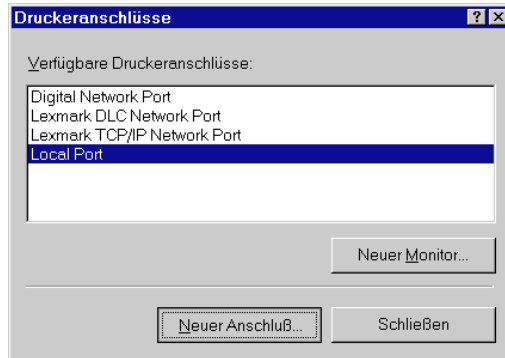 Druckeranschlüsse
Verfügbare Druckeranschlüsse:
Digital Network Port
Lexmark DLC Network Port
Lexmark TCP/IP Network Port
Local Port
Neuer Monitor...
Neuer Anschluß... Schließen